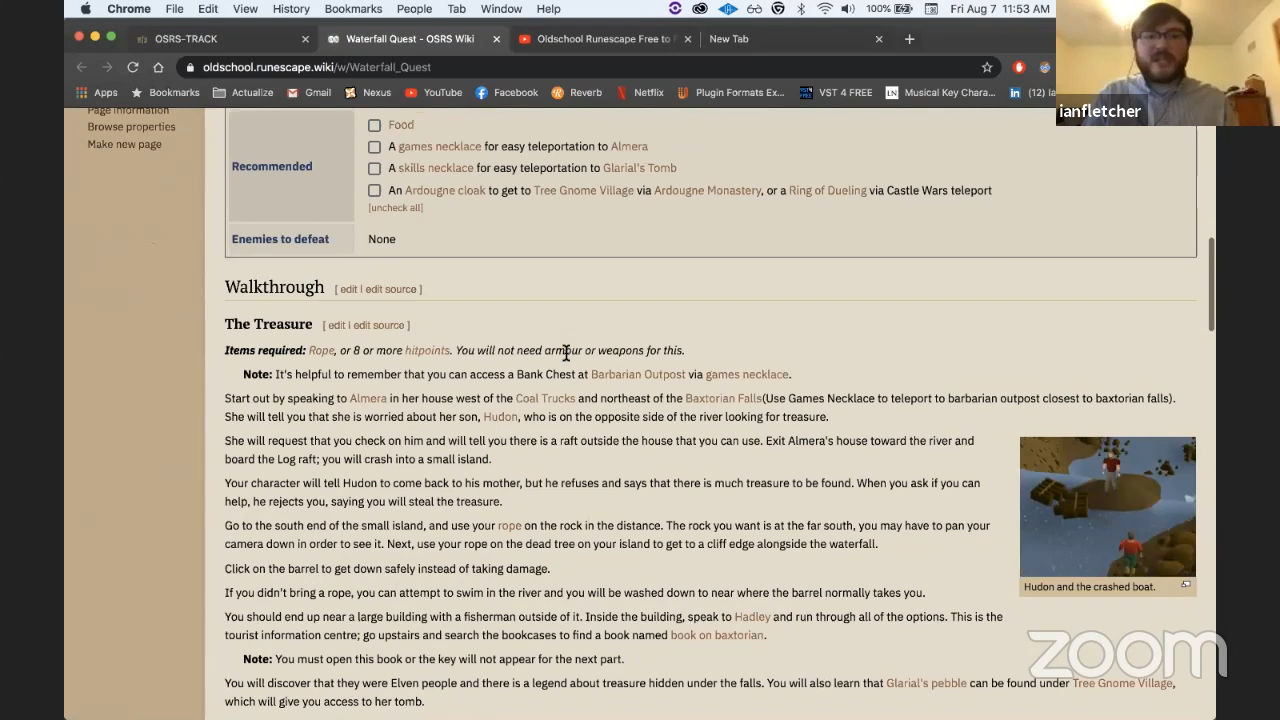 Chrome File Edit View History Bookmarks People Tab Window Help 100% Fri Aug 7 11:53 AM
OSRS-TRACK Waterfall Quest - OSRS Wiki Oldschool Runescape Free to New Tab
oldschool.runescape.wiki/w/Waterfall_Quest
Apps Bookmarks Actualize Gmail Nexus YouTube Facebook Reverb Netflix Plugin Formats Ex... VST 4 FREE Musical Key Chara... (12)
ianfletcher
Page information
Browse properties
Make new page
Recommended
Food
A games necklace for easy teleportation to Almera
A skills necklace for easy teleportation to Glarial's Tomb
An Ardougne cloak to get to Tree Gnome Village via Ardougne Monastery, or a Ring of Dueling via Castle Wars teleport
[uncheck all]
Enemies to defeat None
Walkthrough [ edit | edit source ]
The Treasure [ edit | edit source ]
Items required: Rope, or 8 or more hitpoints. You will not need armour or weapons for this.
Note: It's helpful to remember that you can access a Bank Chest at Barbarian Outpost via games necklace.
Start out by speaking to Almera in her house west of the Coal Trucks and northeast of the Baxtorian Falls(Use Games Necklace to teleport to barbarian outpost closest to baxtorian falls).
She will tell you that she is worried about her son, Hudon, who is on the opposite side of the river looking for treasure.
She will request that you check on him and will tell you there is a raft outside the house that you can use. Exit Almera's house toward the river and
board the Log raft; you will crash into a small island.
Your character will tell Hudon to come back to his mother, but he refuses and says that there is much treasure to be found. When you ask if you can
help, he rejects you, saying you will steal the treasure.
Go to the south end of the small island, and use your rope on the rock in the distance. The rock you want is at the far south, you may have to pan your
camera down in order to see it. Next, use your rope on the dead tree on your island to get to a cliff edge alongside the waterfall.
Click on the barrel to get down safely instead of taking damage.
Hudon and the crashed boat.
If you didn't bring a rope, you can attempt to swim in the river and you will be washed down to near where the barrel normally takes you.
You should end up near a large building with a fisherman outside of it. Inside the building, speak to Hadley and run through all of the options. This is the
tourist information centre; go upstairs and search the bookcases to find a book named book on baxtorian.
Note: You must open this book or the key will not appear for the next part.
You will discover that they were Elven people and there is a legend about treasure hidden under the falls. You will also learn that Glarial's pebble can be found under Tree Gnome Village,
which will give you access to her tomb.
zoom